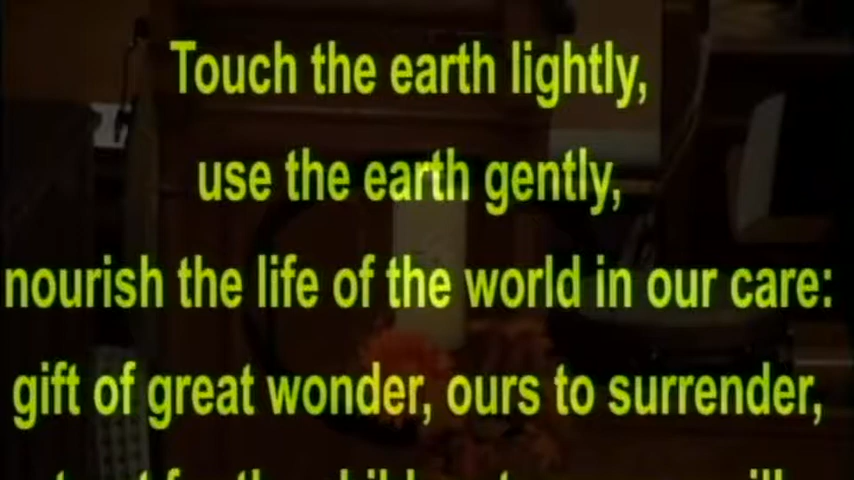 Touch the earth lightly,
use the earth gently,
nourish the life of the world in our care:
gift of great wonder, ours to surrender,